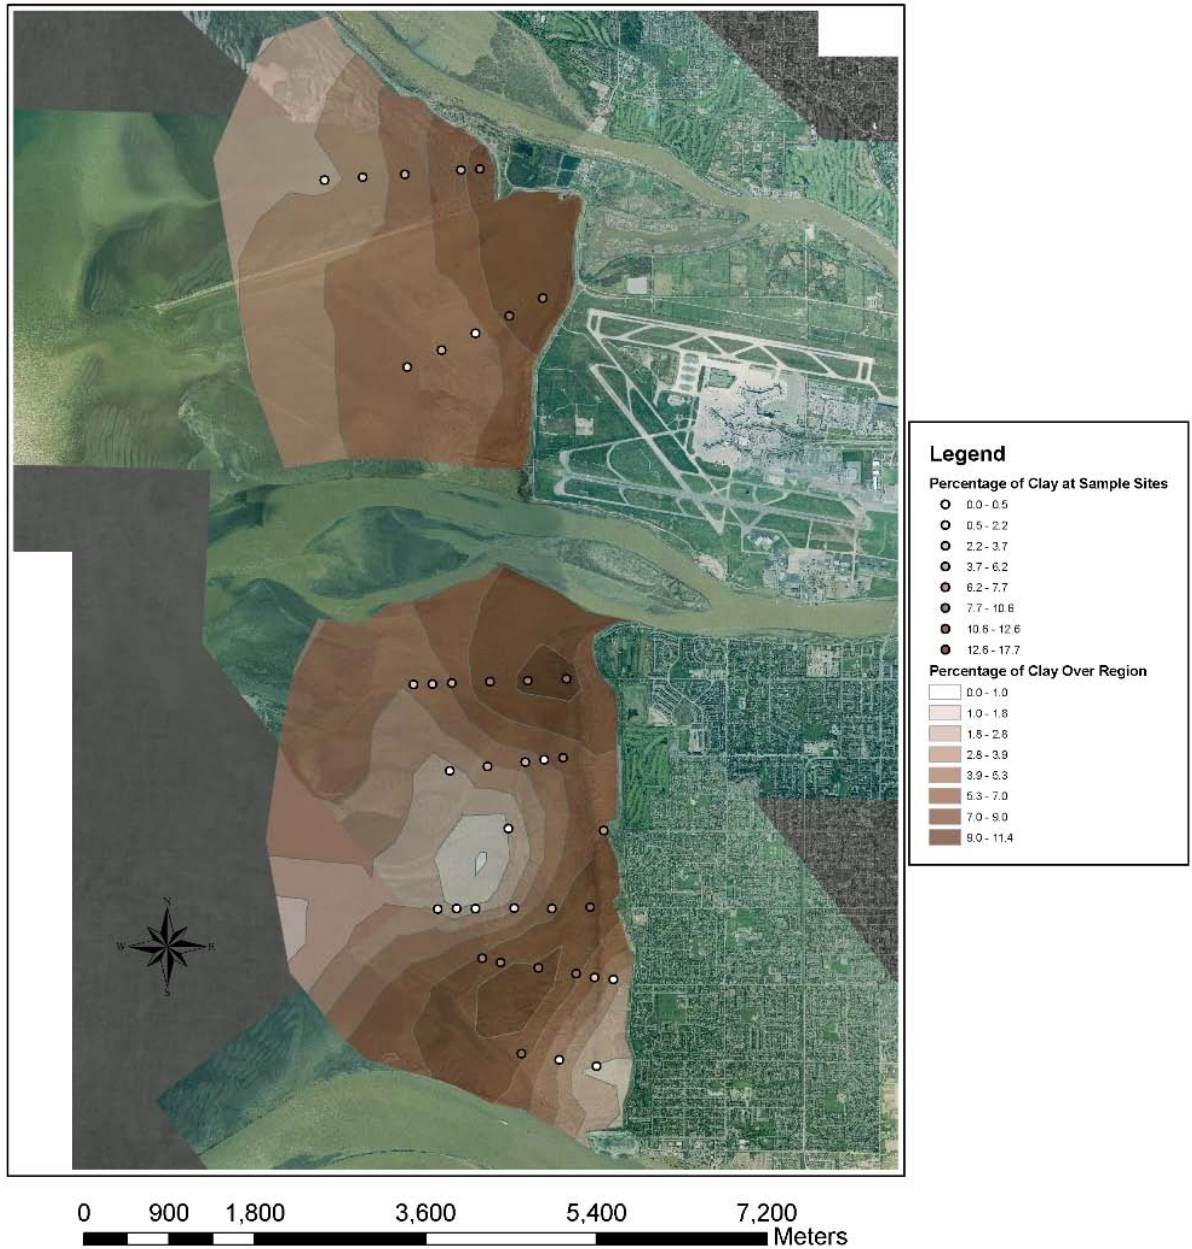 N
W
E
S
Legend
Percentage of Clay at Sample Sites
0.0 - 0.5
0.5 - 2.2
2.2 - 3.7
3.7 - 6.2
6.2 - 7.7
7.7 - 10.6
10.6 - 12.6
12.6 - 17.7
Percentage of Clay Over Region
0.0 - 1.0
1.0 - 1.8
1.8 - 2.8
2.8 - 3.9
3.9 - 5.3
5.3 - 7.0
7.0 - 9.0
9.0 - 11.4
0 900 1,800 3,600 5,400 7,200
Meters